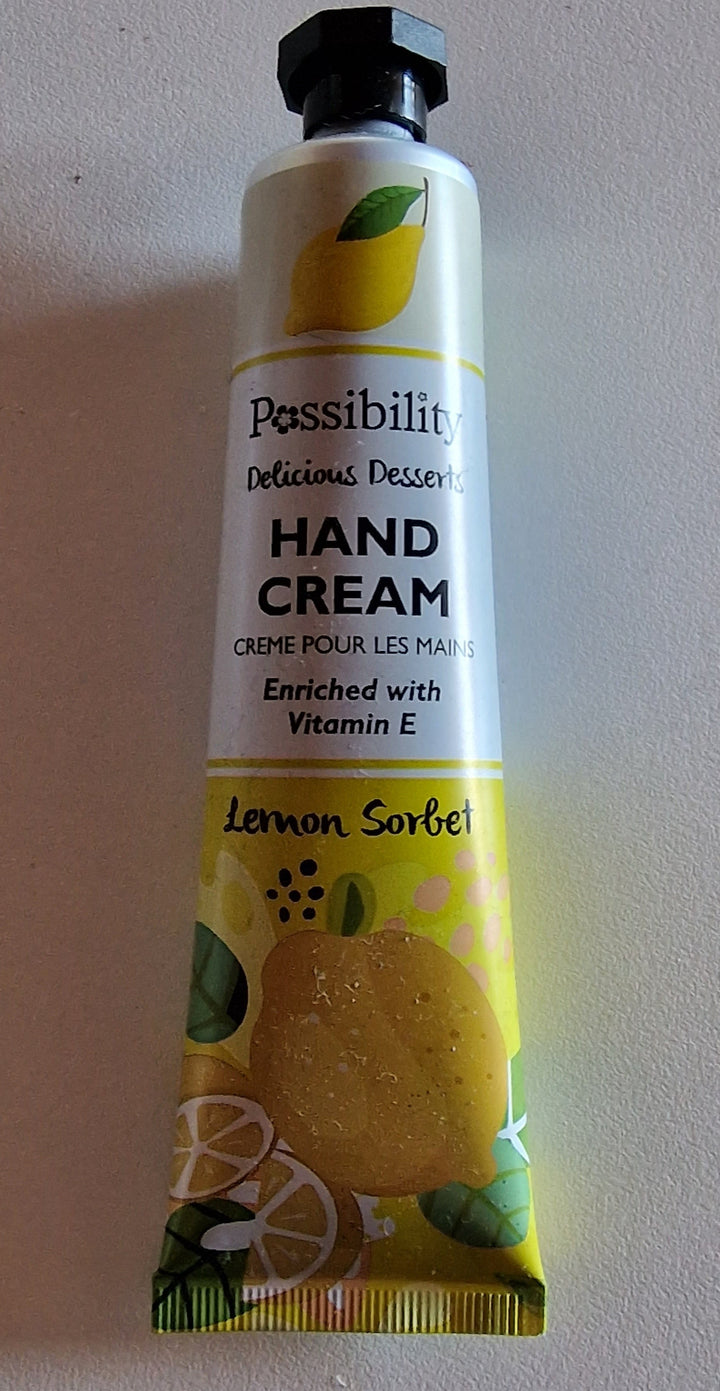 Possibility
Delicious Desserts
HAND
CREAM
CREME POUR LES MAINS
Enriched with
Vitamin E
Lemon Sorbet